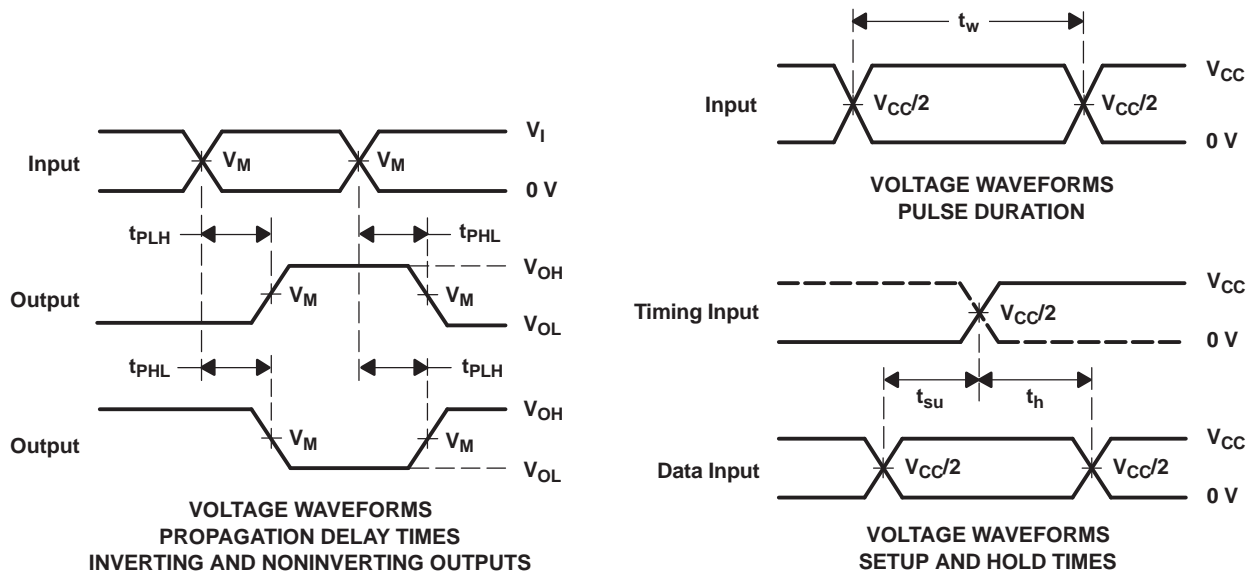 Input
V_I
V_M
V_M
0 V
t_PLH
t_PHL
Output
V_OH
V_M
V_M
V_OL
t_PHL
t_PLH
Output
V_OH
V_M
V_M
V_OL
VOLTAGE WAVEFORMS
PROPAGATION DELAY TIMES
INVERTING AND NONINVERTING OUTPUTS
t_w
Input
V_CC
V_CC/2
V_CC/2
0 V
VOLTAGE WAVEFORMS
PULSE DURATION
Timing Input
V_CC
V_CC/2
0 V
t_su
t_h
Data Input
V_CC
V_CC/2
V_CC/2
0 V
VOLTAGE WAVEFORMS
SETUP AND HOLD TIMES